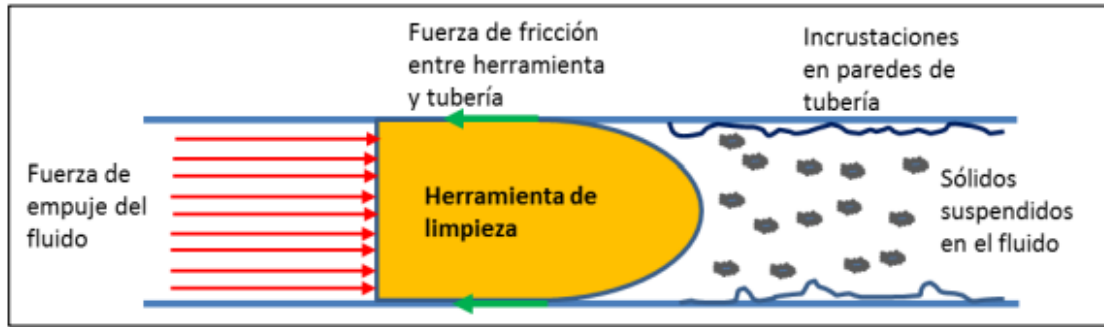 Fuerza de fricción
entre herramienta
y tubería
Incrustaciones
en paredes de
tubería
Fuerza de
empuje del
fluido
Herramienta de
limpieza
Sólidos
suspendidos
en el fluido